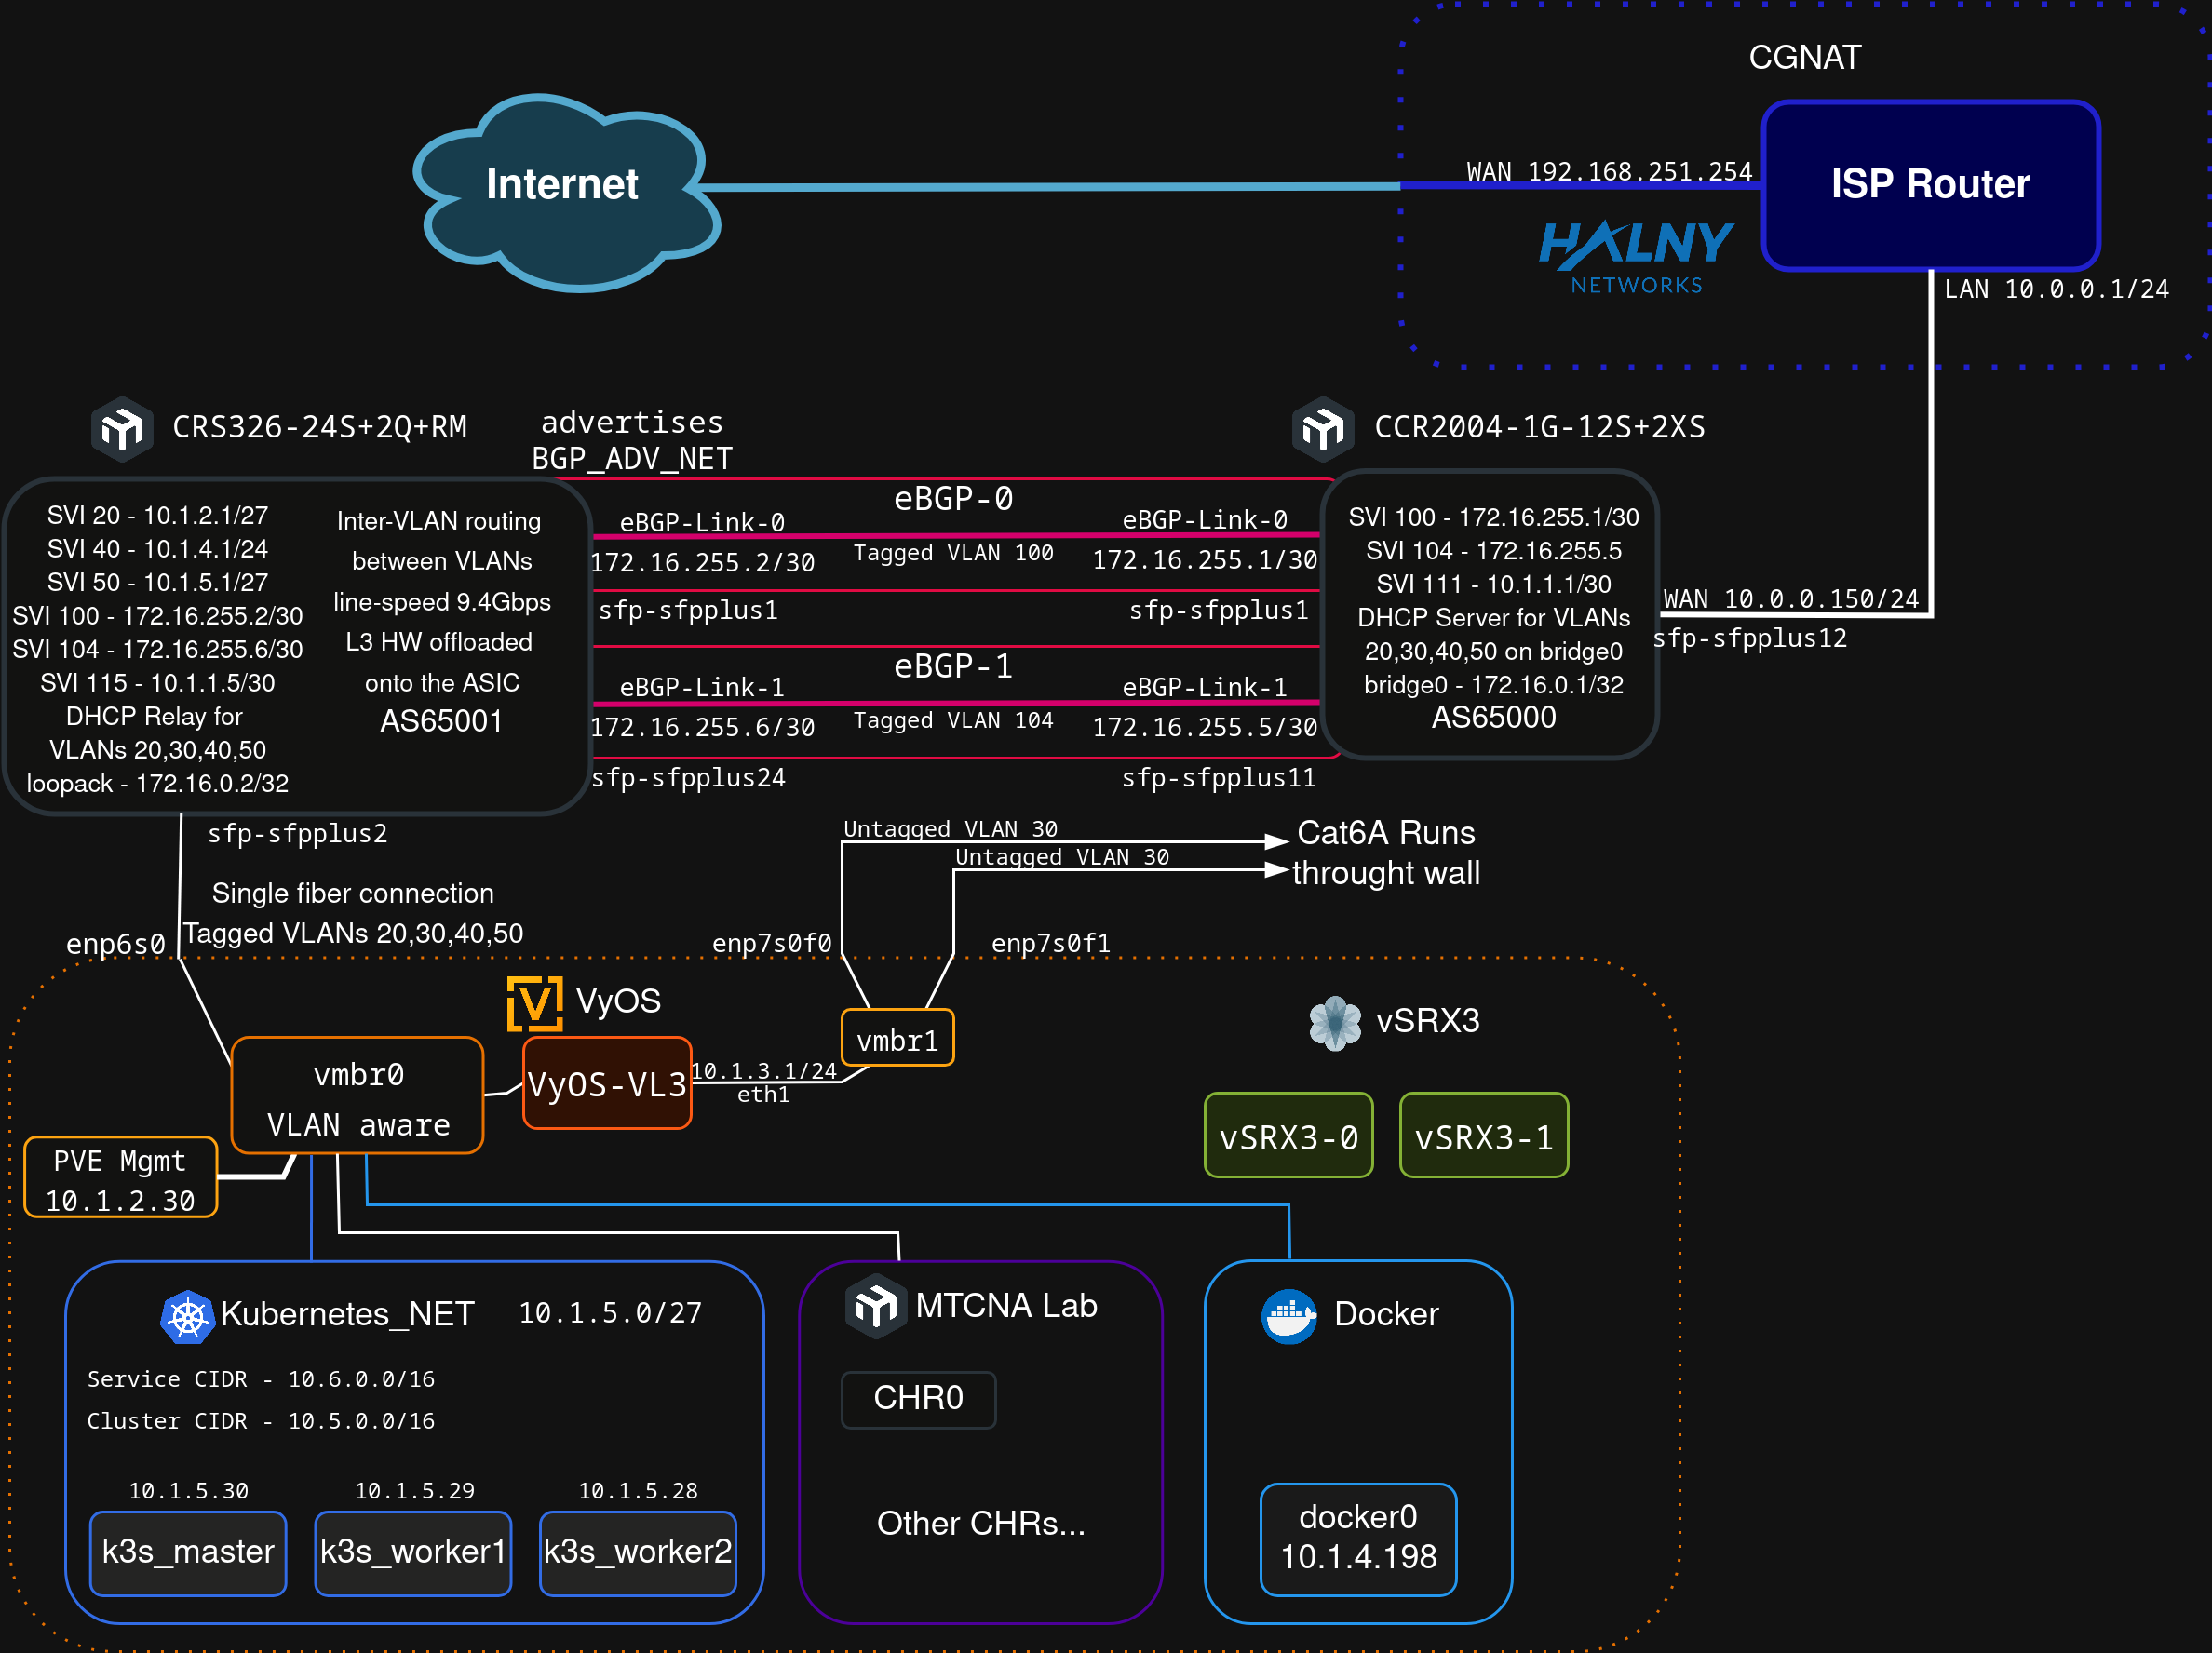 CGNAT
Internet
WAN 192.168.251.254
ISP Router
HALNY
NETWORKS
LAN 10.0.0.1/24
CRS326-24S+2Q+RM
advertises
BGP_ADV_NET
CCR2004-1G-12S+2XS
SVI 20 - 10.1.2.1/27
SVI 40 - 10.1.4.1/24
SVI 50 - 10.1.5.1/27
SVI 100 - 172.16.255.2/30
SVI 104 - 172.16.255.6/30
SVI 115 - 10.1.1.5/30
DHCP Relay for
VLANs 20,30,40,50
loopack - 172.16.0.2/32
Inter-VLAN routing
between VLANs
line-speed 9.4Gbps
L3 HW offloaded
onto the ASIC
AS65001
eBGP-0
eBGP-Link-0
eBGP-Link-0
172.16.255.2/30
Tagged VLAN 100
172.16.255.1/30
sfp-sfpplus1
sfp-sfpplus1
eBGP-1
eBGP-Link-1
eBGP-Link-1
172.16.255.6/30
Tagged VLAN 104
172.16.255.5/30
sfp-sfpplus24
sfp-sfpplus11
SVI 100 - 172.16.255.1/30
SVI 104 - 172.16.255.5
SVI 111 - 10.1.1.1/30
DHCP Server for VLANs
20,30,40,50 on bridge0
bridge0 - 172.16.0.1/32
AS65000
WAN 10.0.0.150/24
sfp-sfpplus12
sfp-sfpplus2
Single fiber connection
Tagged VLANs 20,30,40,50
enp6s0
Untagged VLAN 30
Untagged VLAN 30
Cat6A Runs
throught wall
enp7s0f0
enp7s0f1
VyOS
vmbr0
VLAN aware
VyOS-VL3
10.1.3.1/24
eth1
vmbr1
vSRX3
vSRX3-0
vSRX3-1
PVE Mgmt
10.1.2.30
Kubernetes_NET
10.1.5.0/27
Service CIDR - 10.6.0.0/16
Cluster CIDR - 10.5.0.0/16
10.1.5.30
10.1.5.29
10.1.5.28
k3s_master
k3s_worker1
k3s_worker2
MTCNA Lab
CHR0
Other CHRs...
Docker
docker0
10.1.4.198